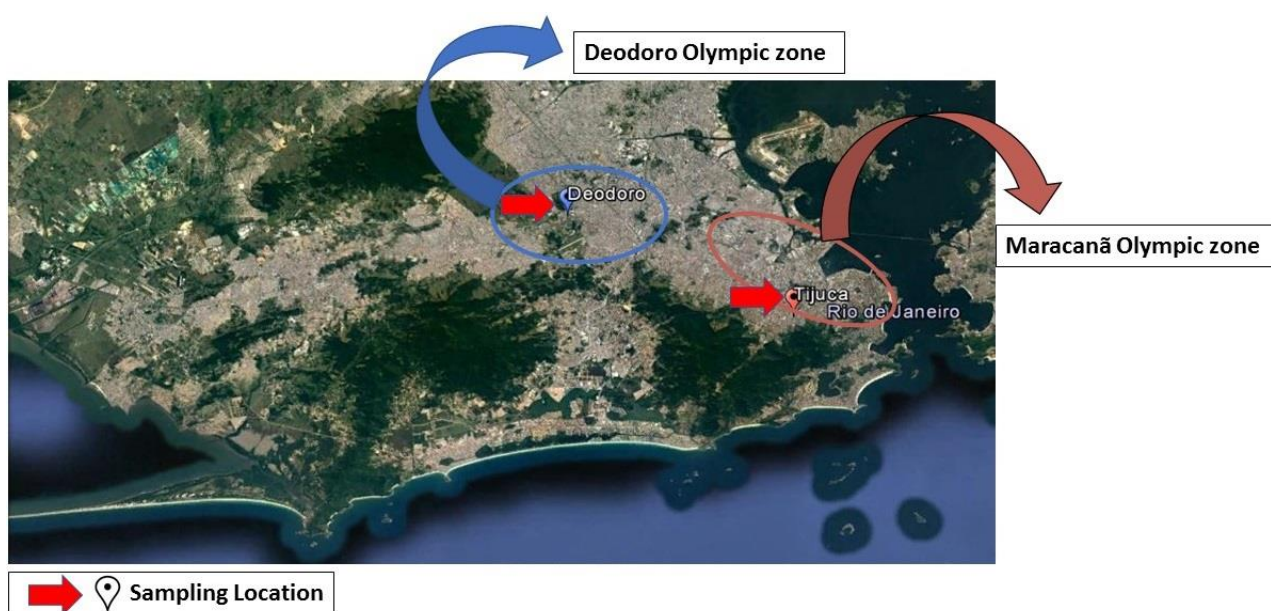 Deodoro Olympic zone
Deodoro
Maracanã Olympic zone
Tijuca
Rio de Janeiro
Sampling Location